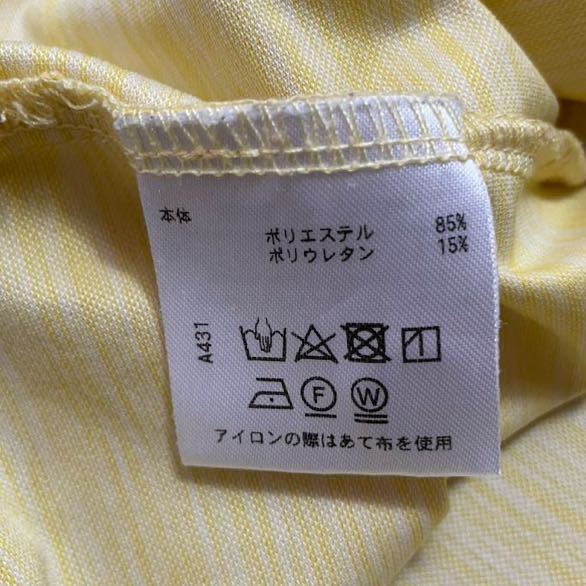 本体
ポリエステル 85%
ポリウレタン 15%
A431
F W
アイロンの際はあて布を使用